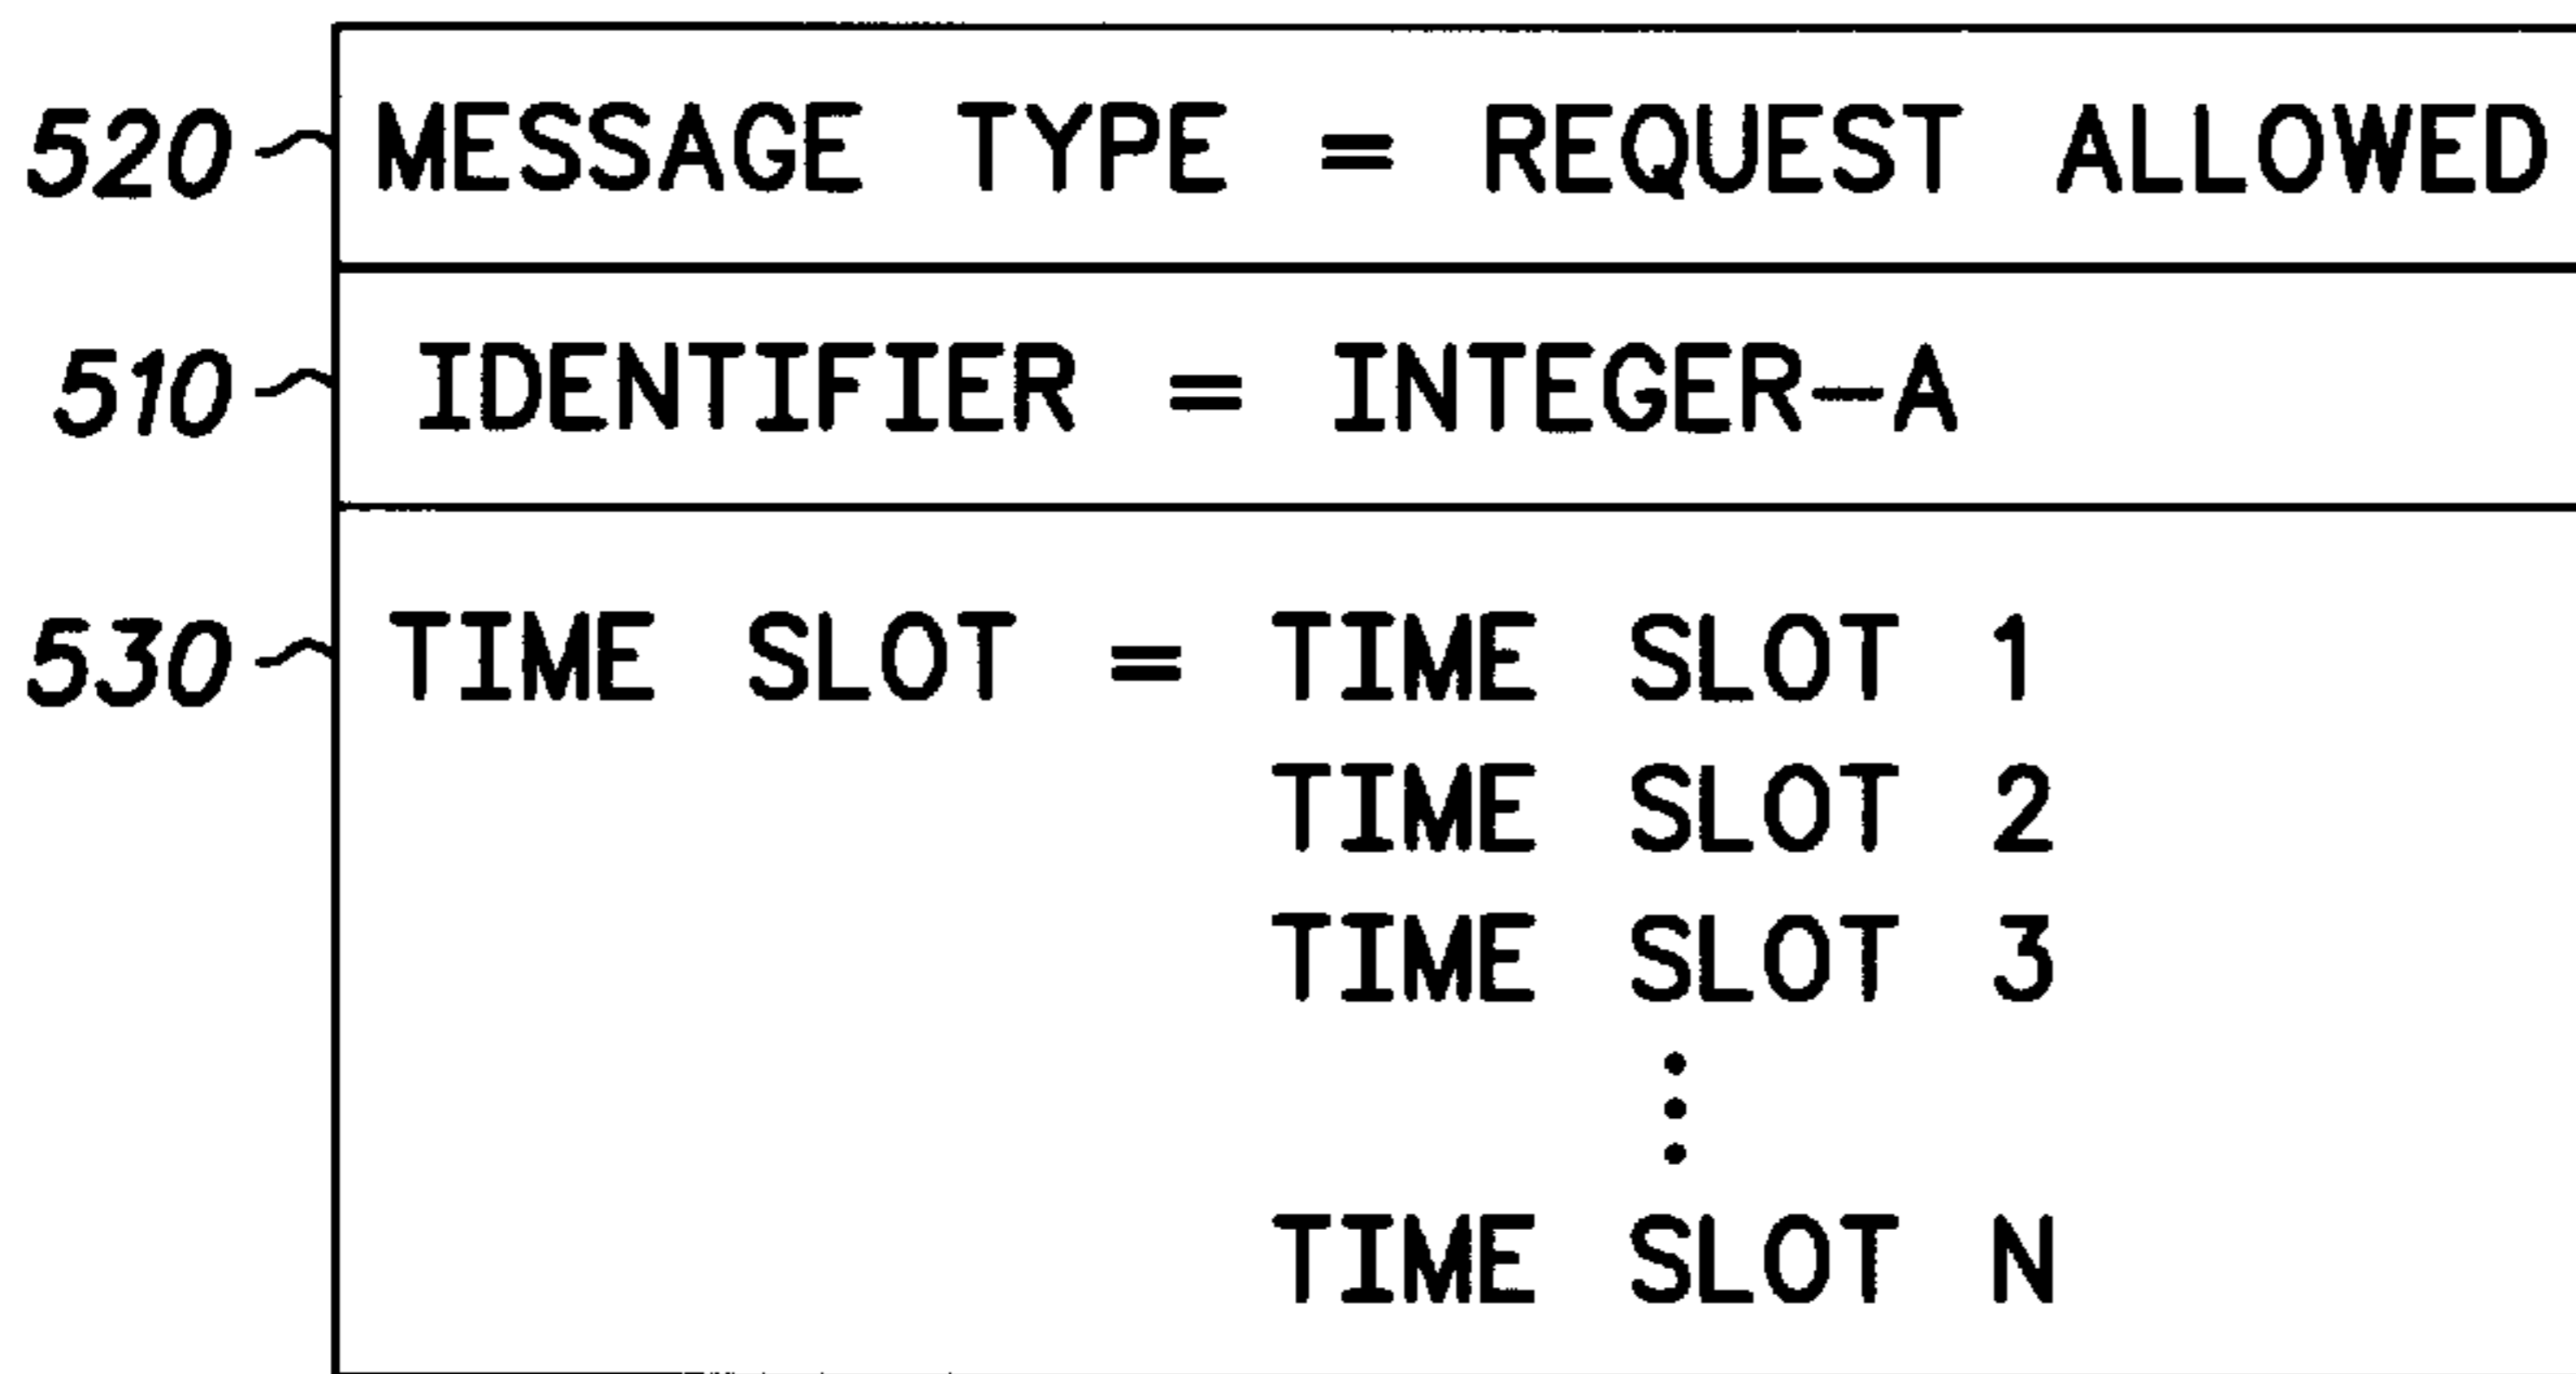 520 MESSAGE TYPE = REQUEST ALLOWED
510 IDENTIFIER = INTEGER-A
530 TIME SLOT = TIME SLOT 1
TIME SLOT 2
TIME SLOT 3
TIME SLOT N